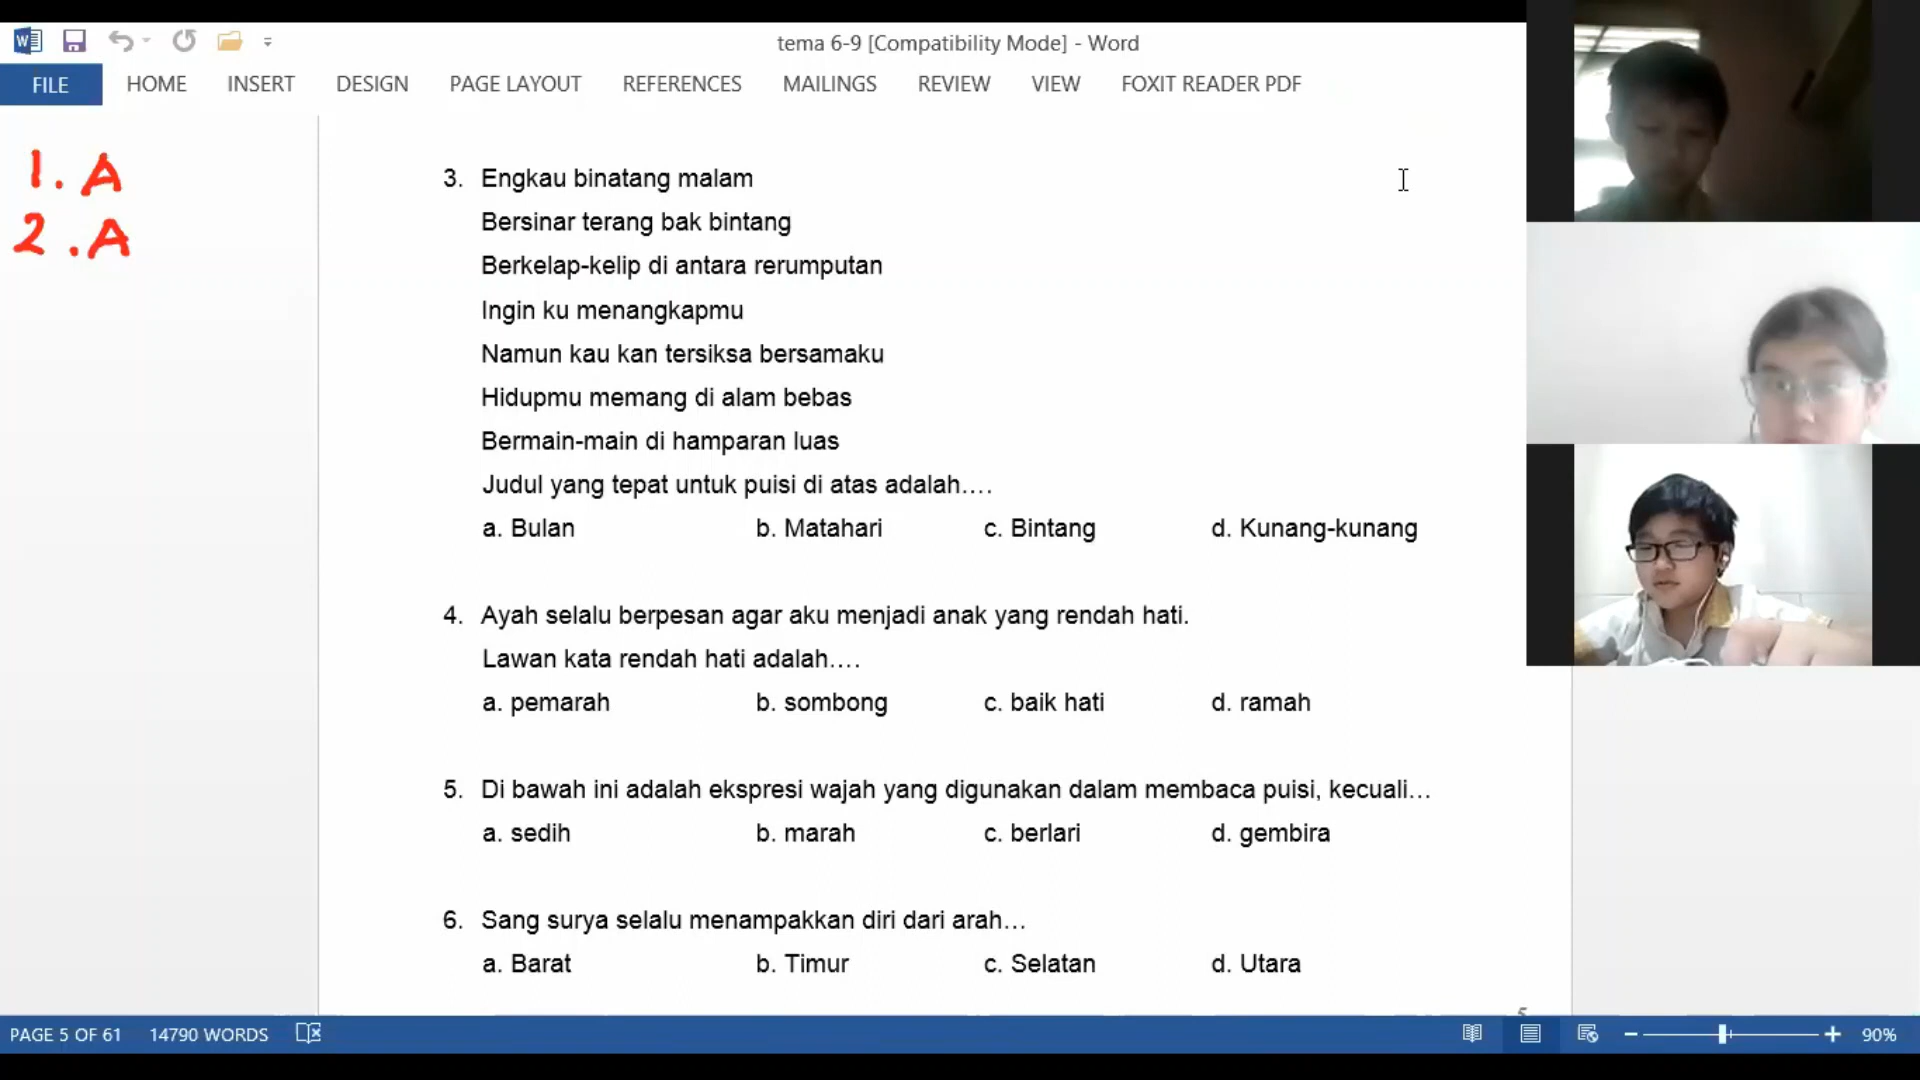 tema 6-9 [Compatibility Mode] - Word
FILE HOME INSERT DESIGN PAGE LAYOUT REFERENCES MAILINGS REVIEW VIEW FOXIT READER PDF
1. A
2. A
3. Engkau binatang malam
Bersinar terang bak bintang
Berkelap-kelip di antara rerumputan
Ingin ku menangkapmu
Namun kau kan tersiksa bersamaku
Hidupmu memang di alam bebas
Bermain-main di hamparan luas
Judul yang tepat untuk puisi di atas adalah….
a. Bulan b. Matahari c. Bintang d. Kunang-kunang
4. Ayah selalu berpesan agar aku menjadi anak yang rendah hati.
Lawan kata rendah hati adalah….
a. pemarah b. sombong c. baik hati d. ramah
5. Di bawah ini adalah ekspresi wajah yang digunakan dalam membaca puisi, kecuali…
a. sedih b. marah c. berlari d. gembira
6. Sang surya selalu menampakkan diri dari arah…
a. Barat b. Timur c. Selatan d. Utara
PAGE 5 OF 61 14790 WORDS 90%